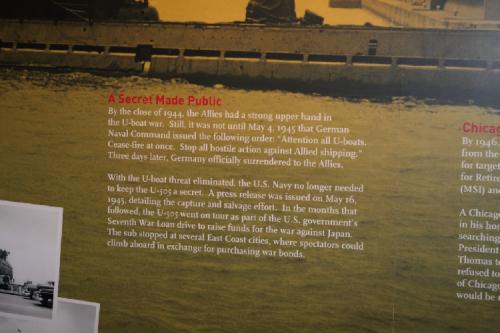 A Secret Made Public
By the close of 1944, the Allies had a strong upper hand in
the U-boat war. Still, it was not until May 4, 1945 that German
Naval Command issued the following order: "Attention all U-boats.
Cease-fire at once. Stop all hostile action against Allied shipping."
Three days later, Germany officially surrendered to the Allies.
With the U-boat threat eliminated, the U.S. Navy no longer needed
to keep the U-505 a secret. A press release was issued on May 16,
1945, detailing the capture and salvage effort. In the months that
followed, the U-505 went on tour as part of the U.S. government's
Seventh War Loan drive to raise funds for the war against Japan.
The sub stopped at several East Coast cities, where spectators could
climb aboard in exchange for purchasing war bonds.
Chicag
By 1946,
from the
for target
for Retire
(MSI) an
A Chicag
in his hom
searching
President
Thomas t
refused to
of Chicag
would be